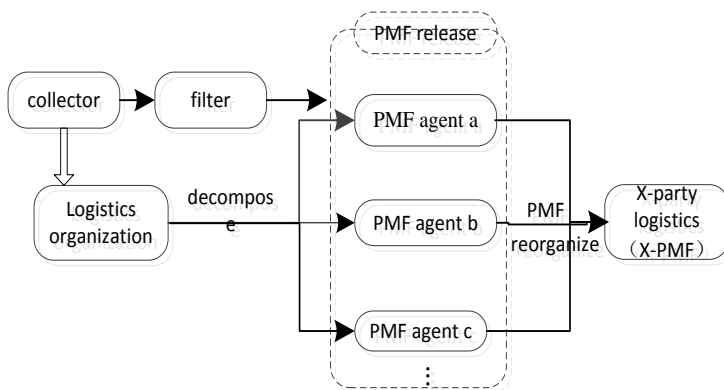 PMF release
collector
filter
PMF agent a
Logistics
organization
decompos
e
PMF agent b
PMF
reorganize
X-party
logistics
（X-PMF）
PMF agent c
⋮